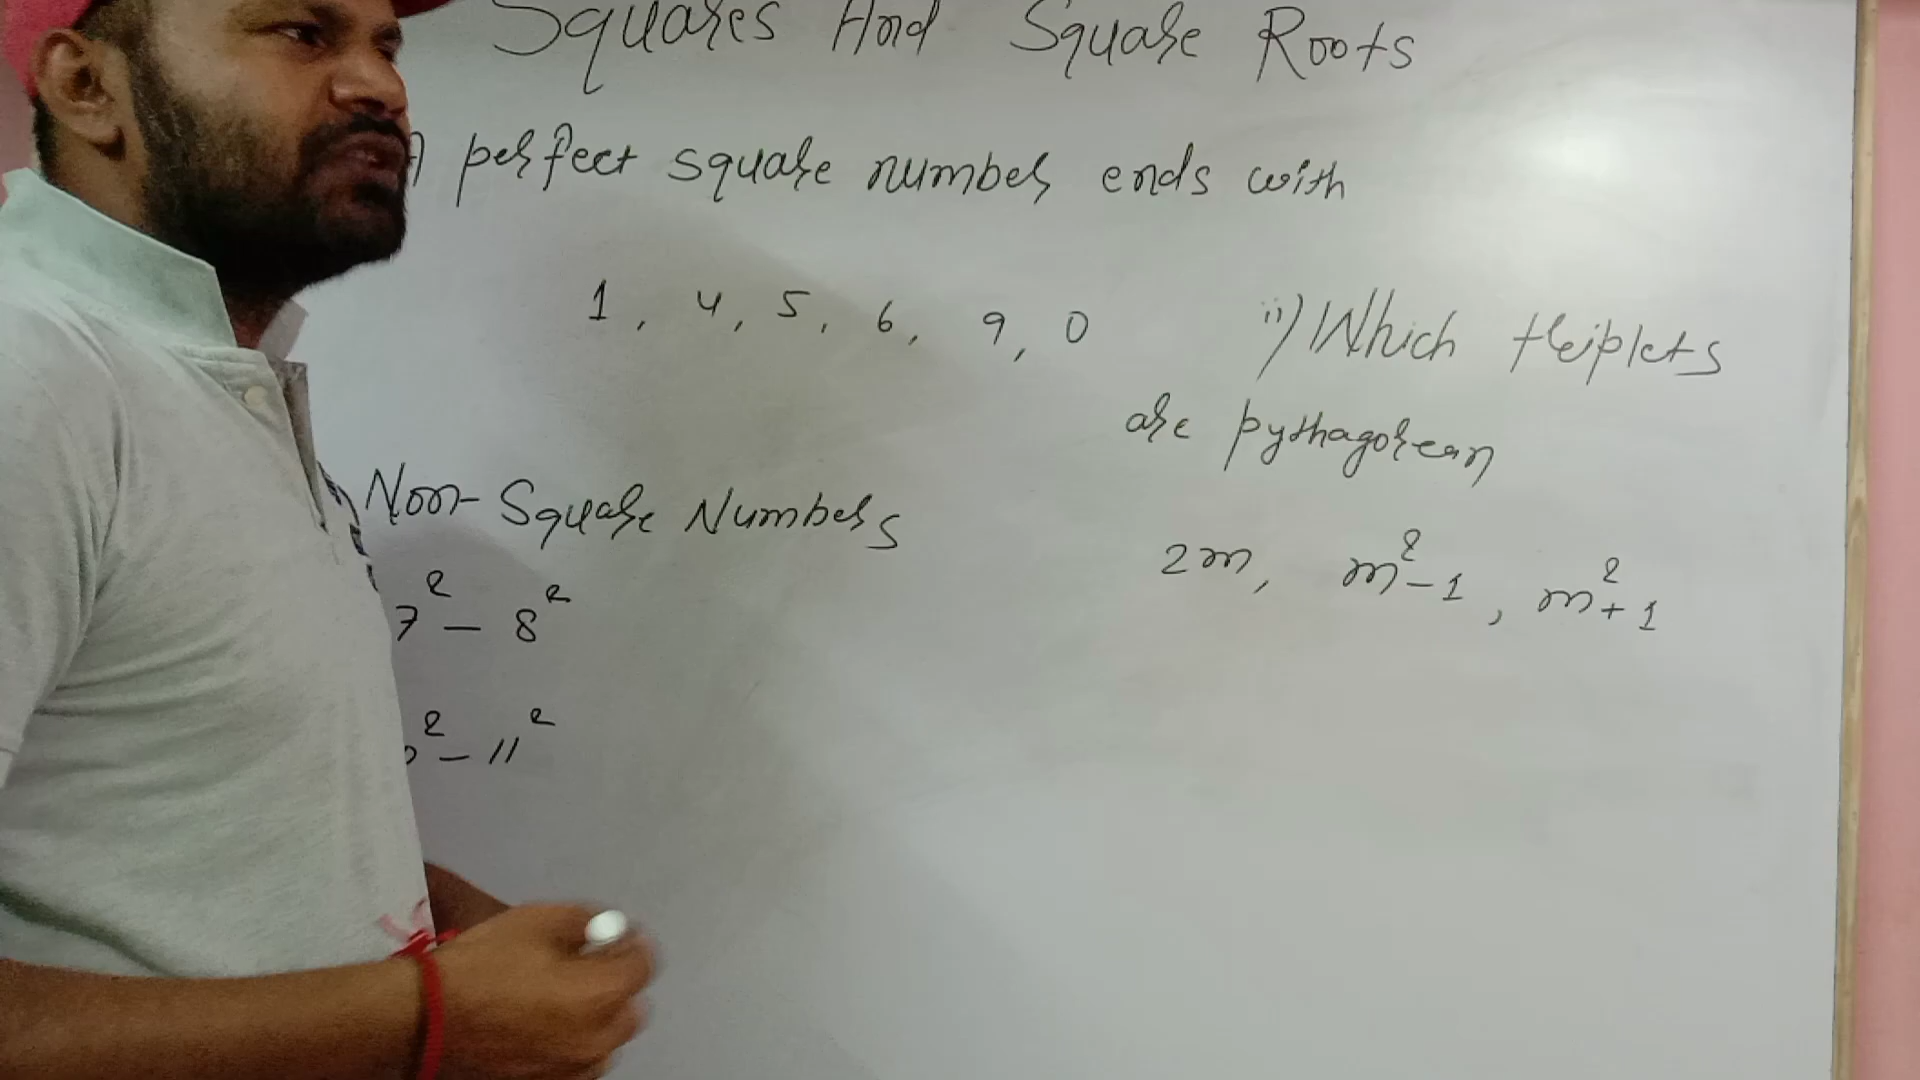 Squares And Square Roots
A perfect square number ends with
1, 4, 5, 6, 9, 0
Non-Square Numbers
7² - 8²
² - 11²
ii) Which triplets
are pythagorean
2m, m² - 1, m² + 1